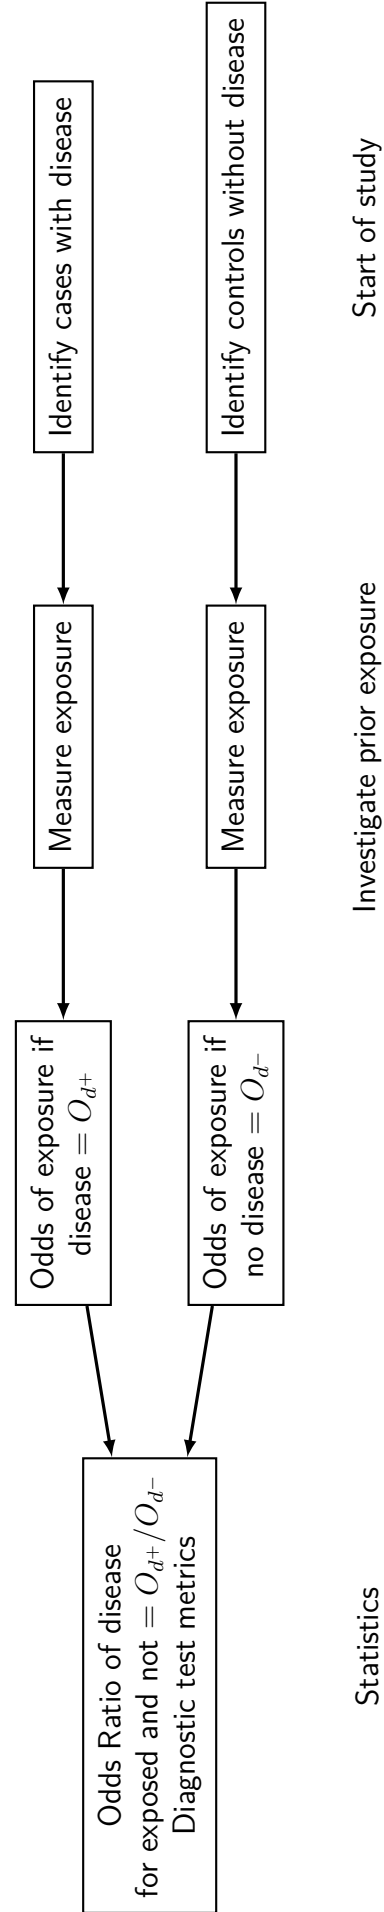 Odds Ratio of disease
for exposed and not = O_{d^+}/O_{d^-}
Diagnostic test metrics
Odds of exposure if
disease = O_{d^+}
Odds of exposure if
no disease = O_{d^-}
Measure exposure
Measure exposure
Identify cases with disease
Identify controls without disease
Statistics
Investigate prior exposure
Start of study